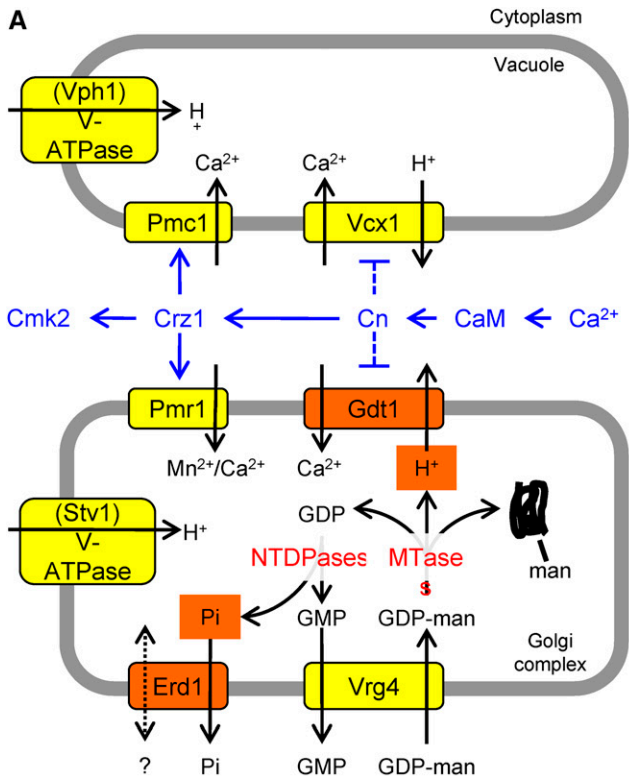 A
Cytoplasm
Vacuole
(Vph1)
V-
ATPase
H
+
Ca²⁺
Ca²⁺
H⁺
Pmc1
Vcx1
Cmk2
Crz1
Cn
CaM
Ca²⁺
Pmr1
Gdt1
Mn²⁺/Ca²⁺
Ca²⁺
H⁺
(Stv1)
V-
ATPase
H⁺
GDP
NTDPases
MTase
s
man
Pi
GMP
GDP-man
Golgi
complex
Erd1
Vrg4
?
Pi
GMP
GDP-man